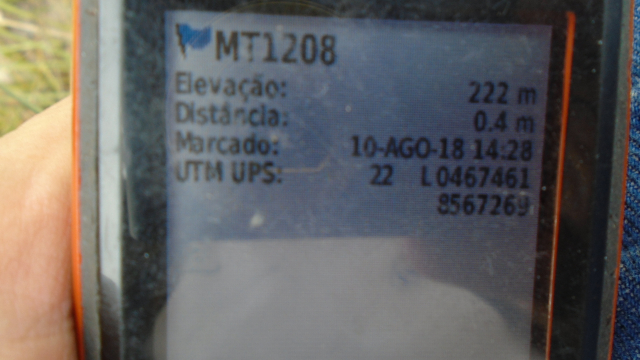 MT1208
Elevação: 222 m
Distância: 0.4 m
Marcado: 10-AGO-18 14:28
UTM UPS: 22 L 0467461
8567269